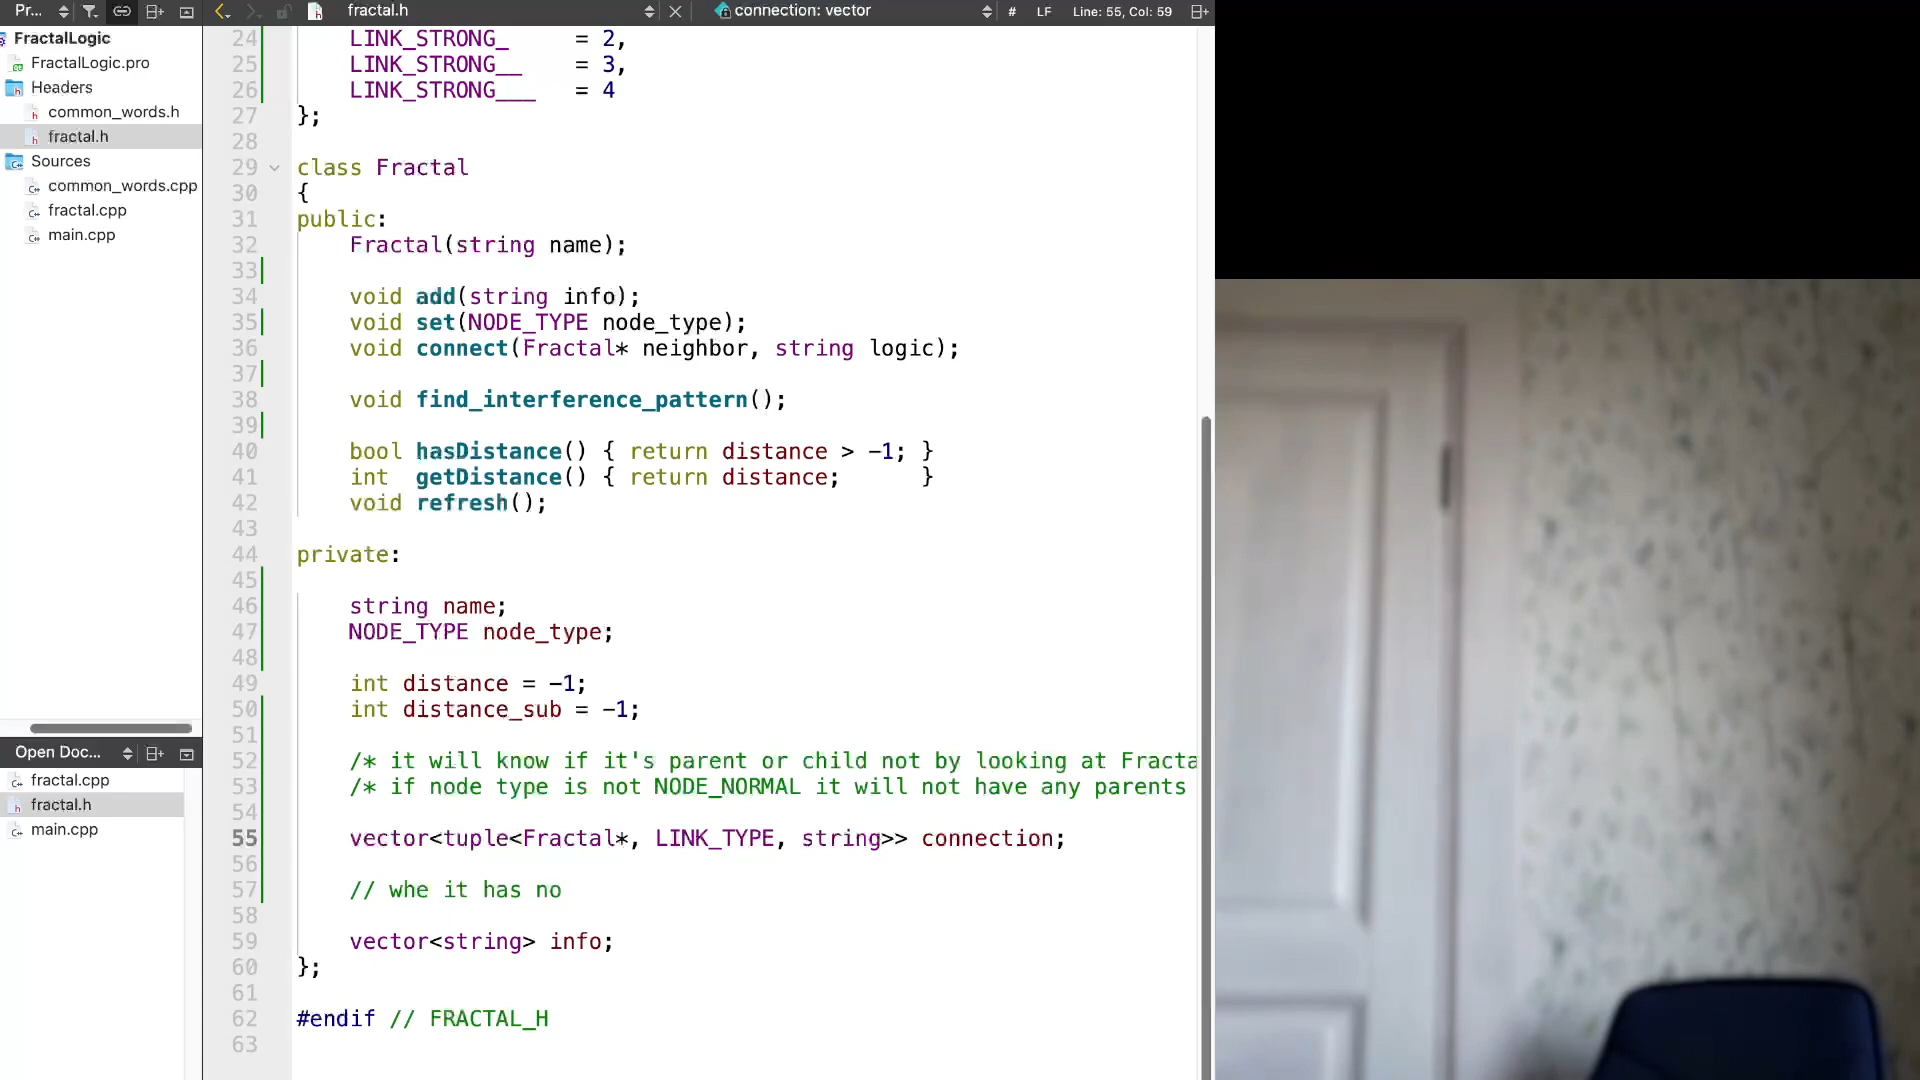 Pr...
fractal.h
connection: vector
#
LF
Line: 55, Col: 59
FractalLogic
FractalLogic.pro
Headers
common_words.h
fractal.h
Sources
common_words.cpp
fractal.cpp
main.cpp
Open Doc...
fractal.cpp
fractal.h
main.cpp
24 LINK_STRONG_ = 2,
25 LINK_STRONG__ = 3,
26 LINK_STRONG___ = 4
27 };
28
29 class Fractal
30 {
31 public:
32 Fractal(string name);
33
34 void add(string info);
35 void set(NODE_TYPE node_type);
36 void connect(Fractal* neighbor, string logic);
37
38 void find_interference_pattern();
39
40 bool hasDistance() { return distance > -1; }
41 int getDistance() { return distance; }
42 void refresh();
43
44 private:
45
46 string name;
47 NODE_TYPE node_type;
48
49 int distance = -1;
50 int distance_sub = -1;
51
52 /* it will know if it's parent or child not by looking at Fracta
53 /* if node type is not NODE_NORMAL it will not have any parents
54
55 vector<tuple<Fractal*, LINK_TYPE, string>> connection;
56
57 // whe it has no
58
59 vector<string> info;
60 };
61
62 #endif // FRACTAL_H
63